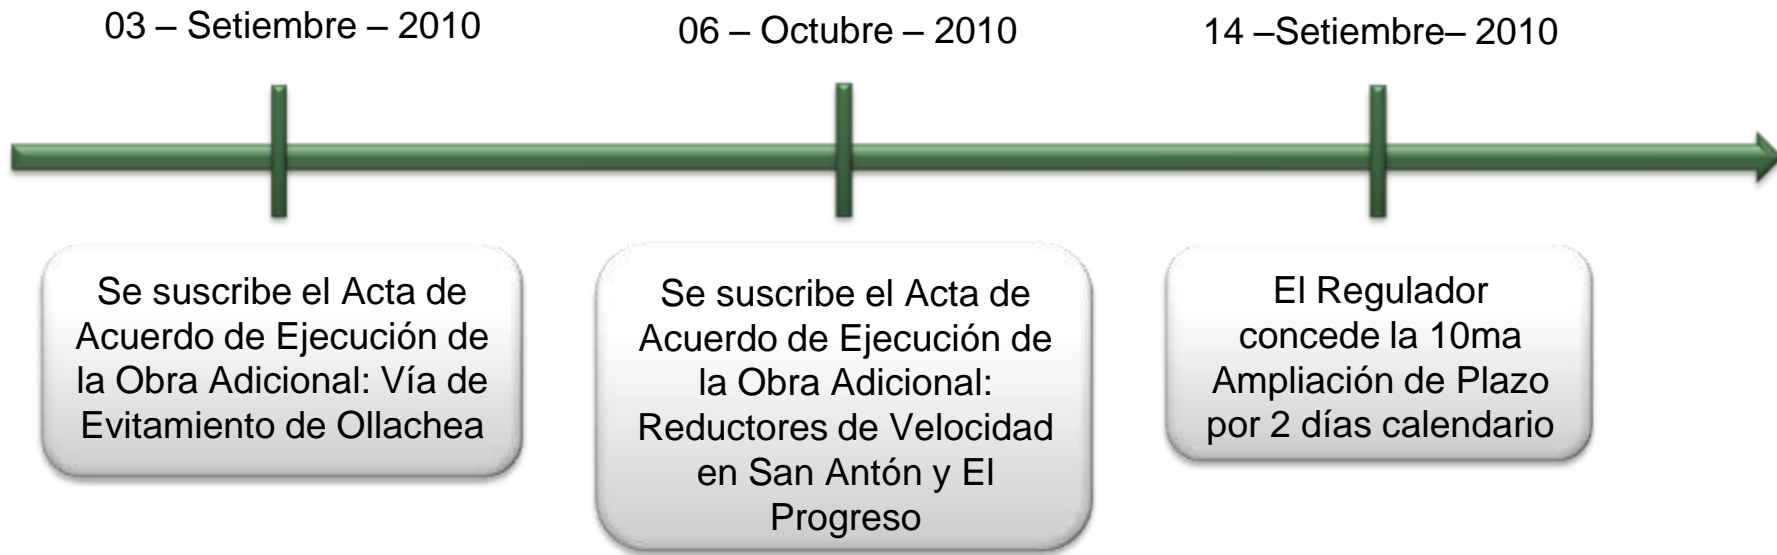 03 – Setiembre – 2010
06 – Octubre – 2010
14 –Setiembre– 2010
Se suscribe el Acta de
Acuerdo de Ejecución de
la Obra Adicional: Vía de
Evitamiento de Ollachea
Se suscribe el Acta de
Acuerdo de Ejecución de
la Obra Adicional:
Reductores de Velocidad
en San Antón y El
Progreso
El Regulador
concede la 10ma
Ampliación de Plazo
por 2 días calendario